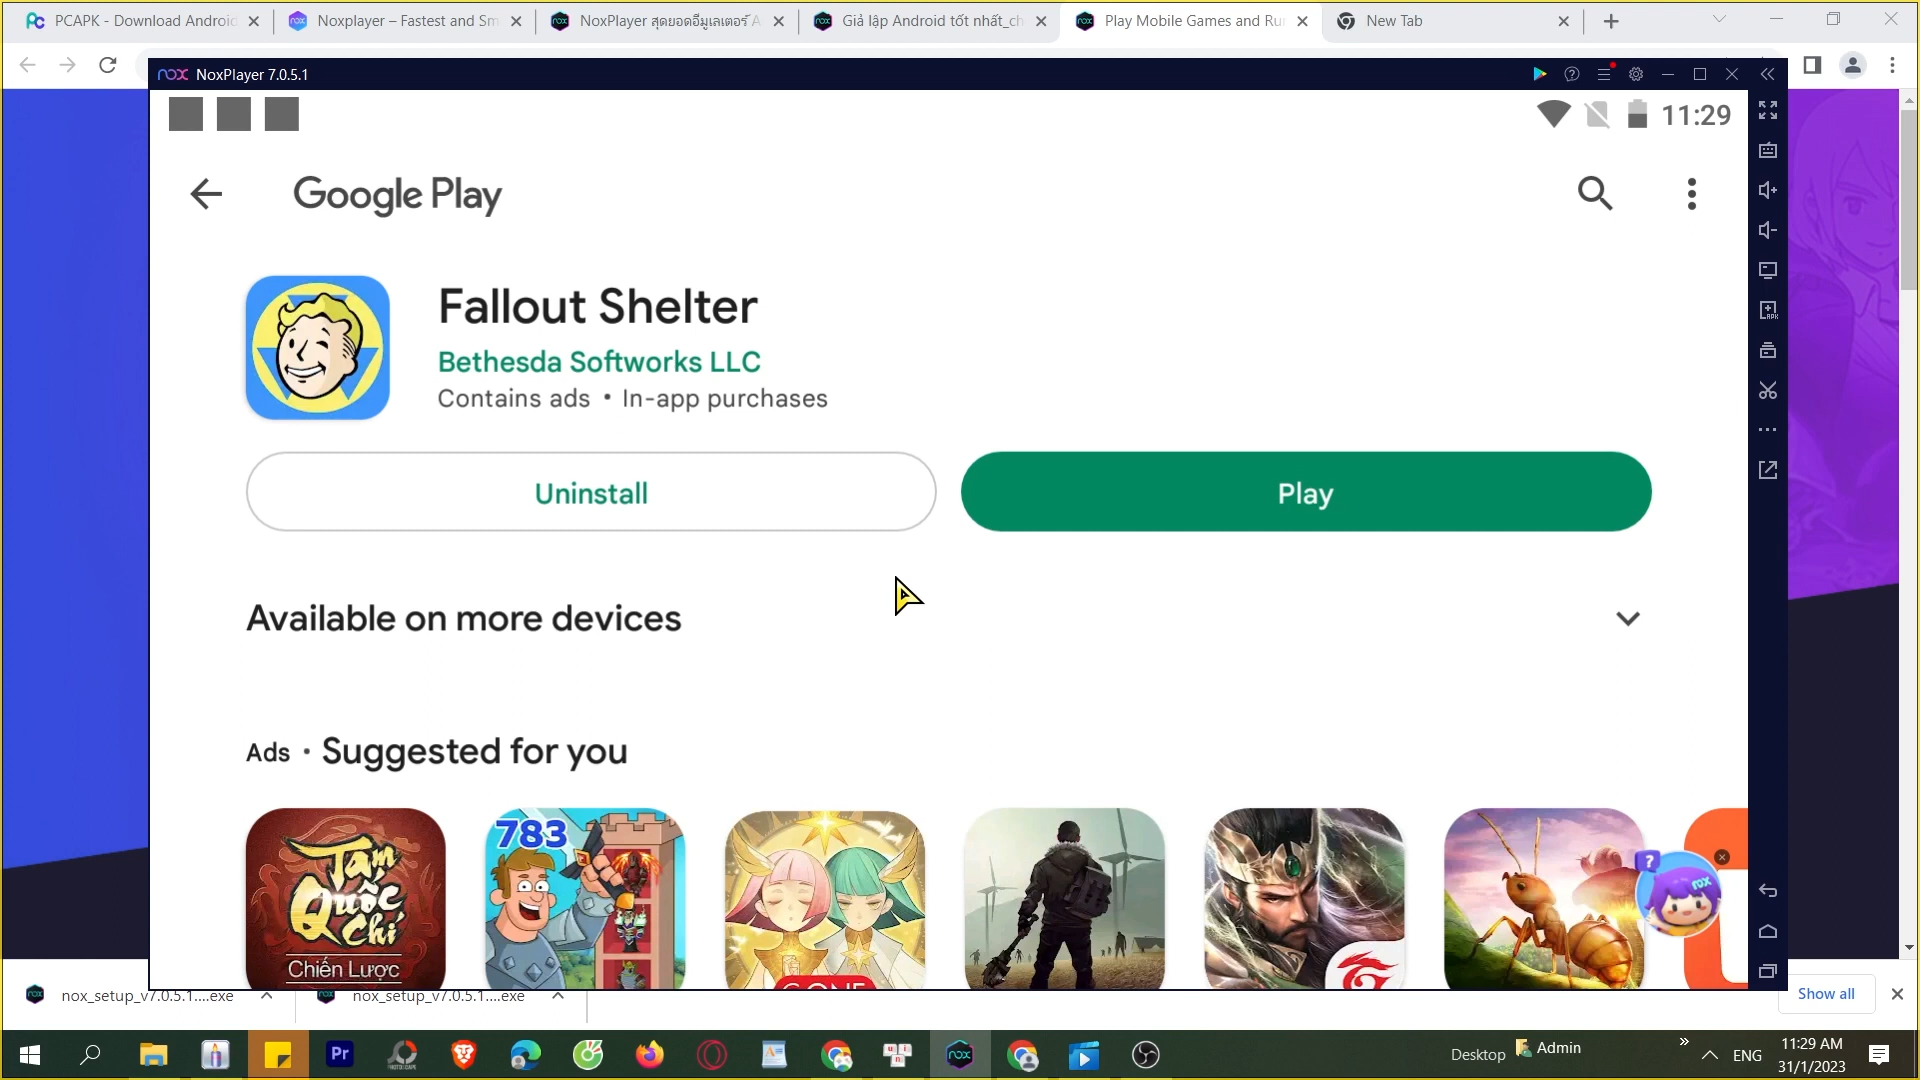 PCAPK - Download Android
Noxplayer – Fastest and Sm
NoxPlayer สุดยอดอีมูเลเตอร์ A
Giả lập Android tốt nhất_ch
Play Mobile Games and Ru
New Tab
nox NoxPlayer 7.0.5.1
11:29
Google Play
Fallout Shelter
Bethesda Softworks LLC
Contains ads • In-app purchases
Uninstall
Play
Available on more devices
Ads · Suggested for you
Tam
Quốc
Chí
Chiến Lược
783
nox_setup_v7.0.5.1....exe
nox_setup_v7.0.5.1....exe
Show all
Pr
nox
Desktop
Admin
ENG
11:29 AM
31/1/2023